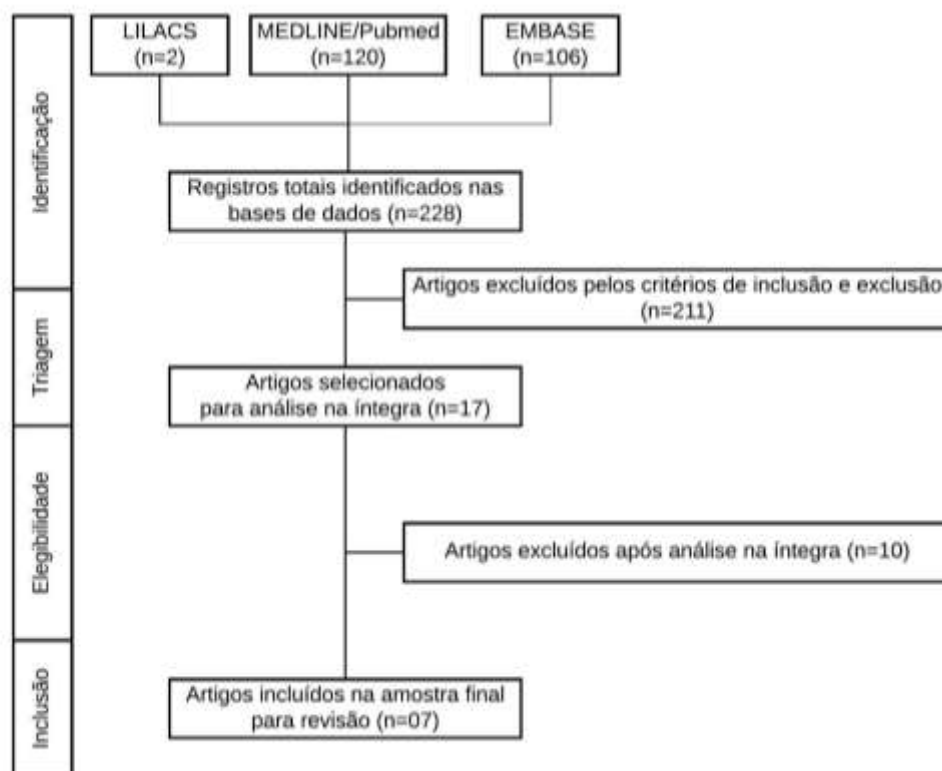 Identificação
LILACS
(n=2)
MEDLINE/Pubmed
(n=120)
EMBASE
(n=106)
Registros totais identificados nas
bases de dados (n=228)
Artigos excluídos pelos critérios de inclusão e exclusão
(n=211)
Triagem
Artigos selecionados
para análise na íntegra (n=17)
Elegibilidade
Artigos excluídos após análise na íntegra (n=10)
Inclusão
Artigos incluídos na amostra final
para revisão (n=07)